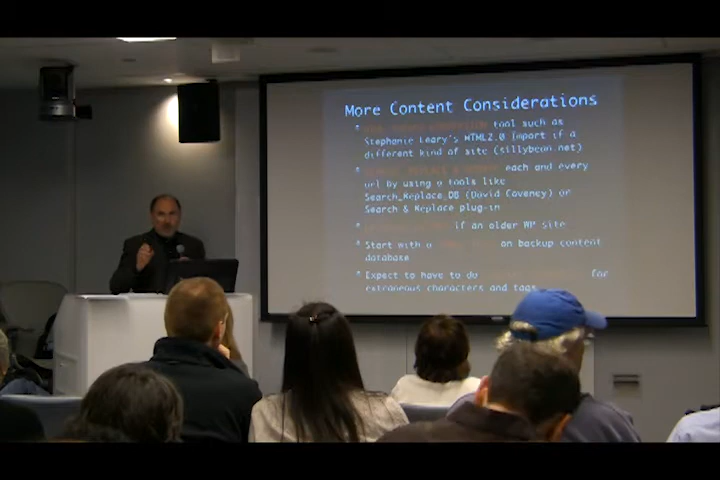 More Content Considerations
tool such as
Stephanie Leary's HTML2.0 Import if a
different kind of site (sillybean.net)
each and every
url by using a tools like
Search_Replace_DB (David Coveney) or
Search & Replace plug-in
if an older WP site
Start with a on backup content
database
Expect to have to do for
extraneous characters and tags